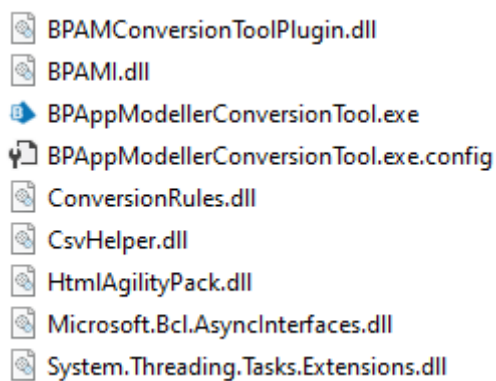 BPAMConversionToolPlugin.dll
BPAMI.dll
BPAppModellerConversionTool.exe
BPAppModellerConversionTool.exe.config
ConversionRules.dll
CsvHelper.dll
HtmlAgilityPack.dll
Microsoft.Bcl.AsyncInterfaces.dll
System.Threading.Tasks.Extensions.dll